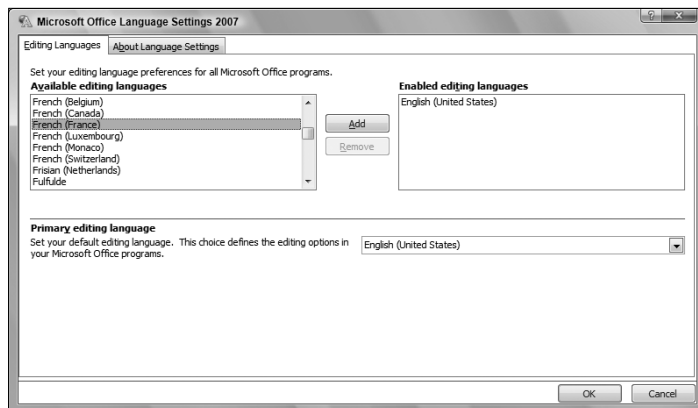 Microsoft Office Language Settings 2007
Editing Languages
About Language Settings
Set your editing language preferences for all Microsoft Office programs.
Available editing languages
French (Belgium)
French (Canada)
French (France)
French (Luxembourg)
French (Monaco)
French (Switzerland)
Frisian (Netherlands)
Fulfulde
Add
Remove
Enabled editing languages
English (United States)
Primary editing language
Set your default editing language. This choice defines the editing options in
your Microsoft Office programs.
English (United States)
OK
Cancel